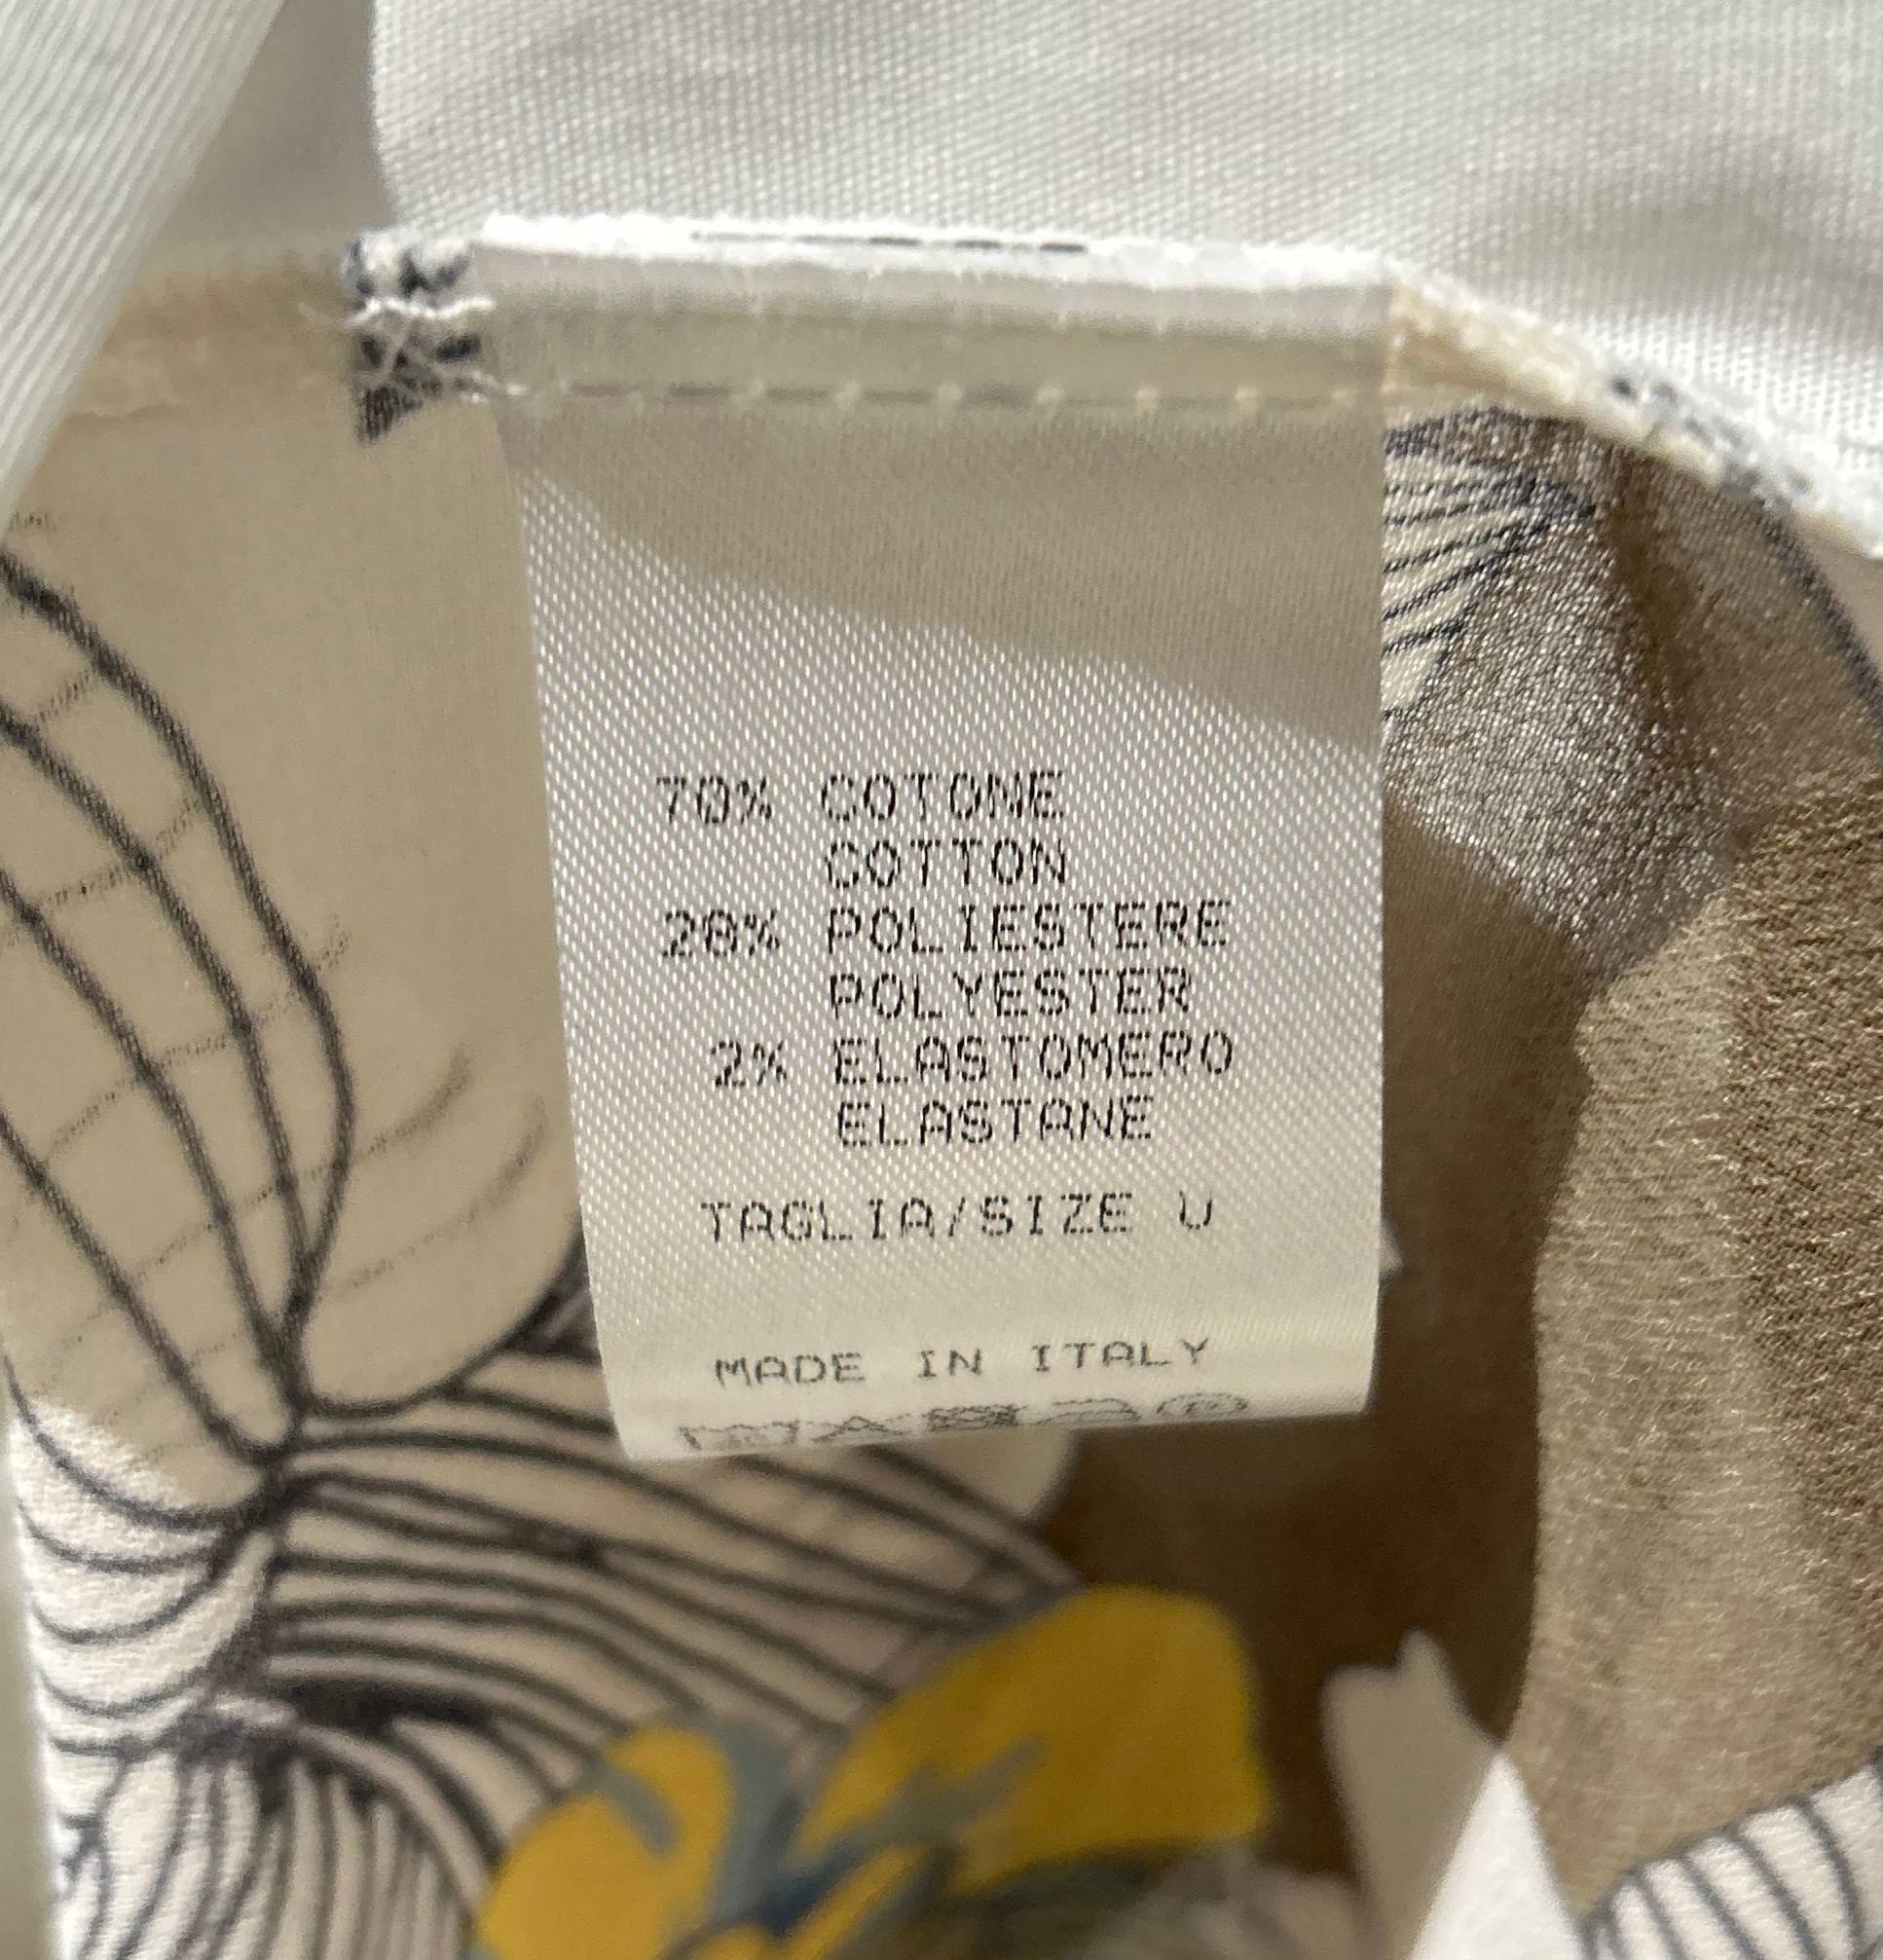 70% COTONE
COTTON
28% POLIESTERE
POLYESTER
2% ELASTOMERO
ELASTANE
TAGLIA/SIZE U
MADE IN ITALY